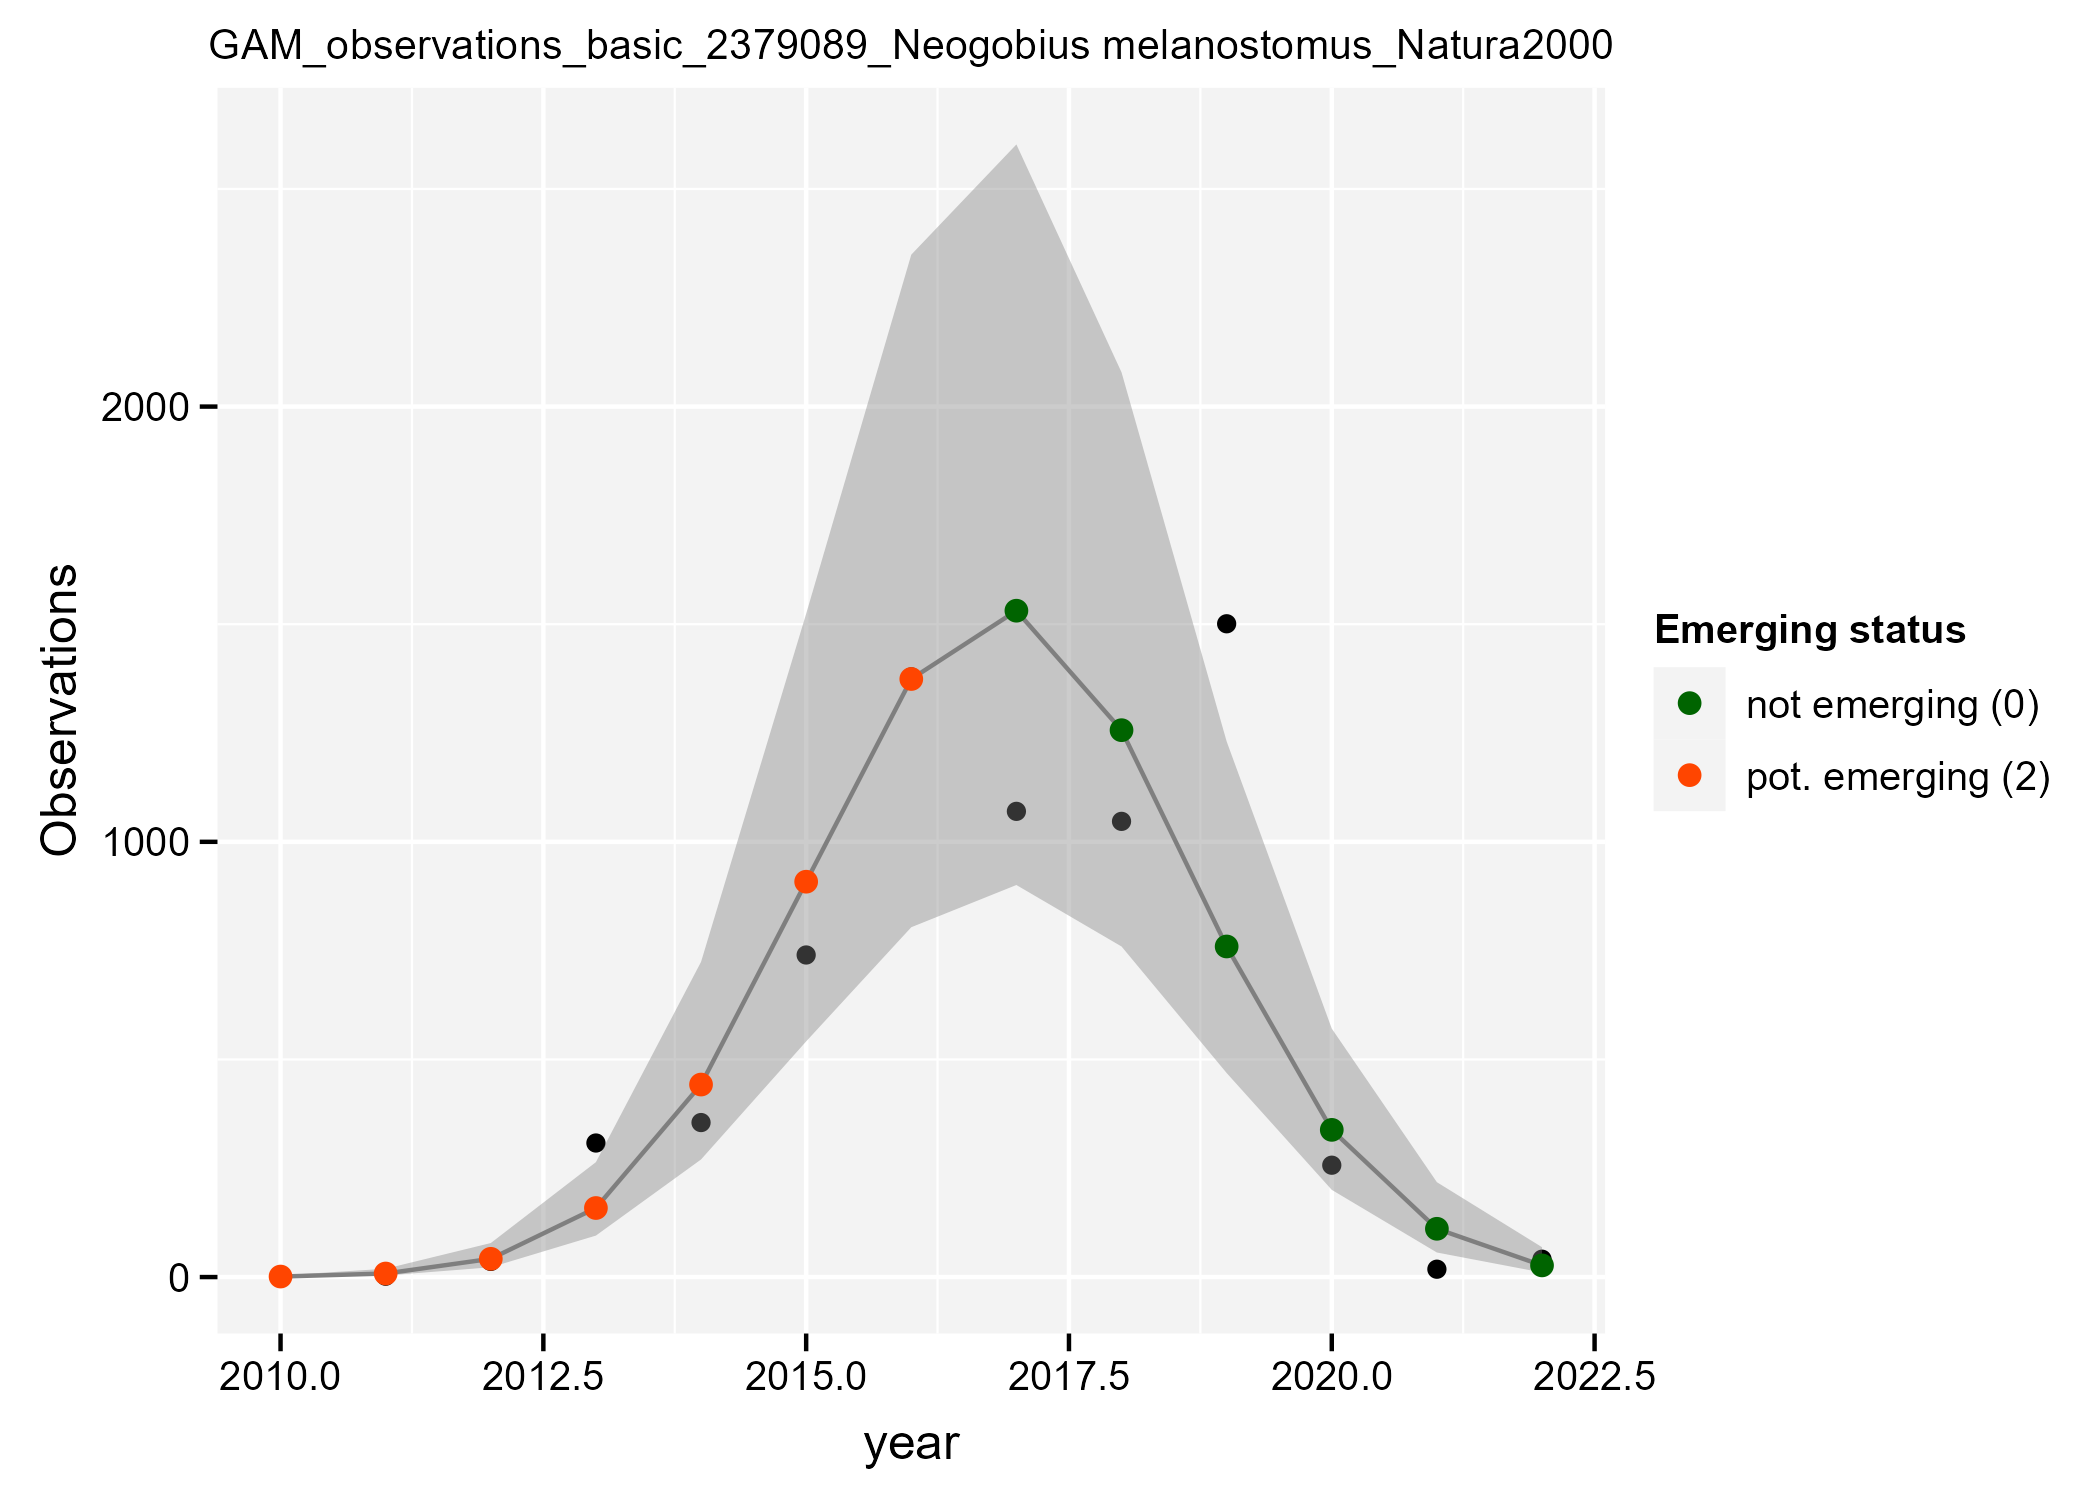 GAM_observations_basic_2379089_Neogobius melanostomus_Natura2000
Observations
2000
1000
0
2010.0
2012.5
2015.0
2017.5
2020.0
2022.5
year
Emerging status
not emerging (0)
pot. emerging (2)